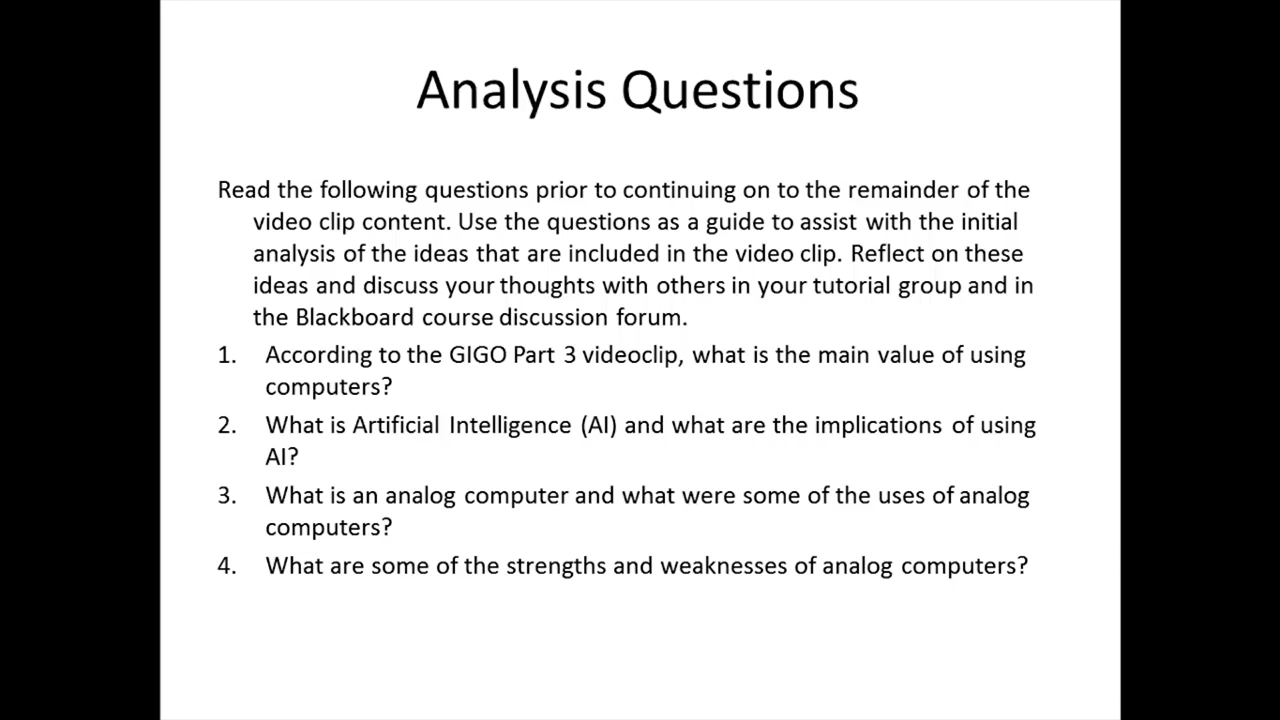 Analysis Questions
Read the following questions prior to continuing on to the remainder of the
video clip content. Use the questions as a guide to assist with the initial
analysis of the ideas that are included in the video clip. Reflect on these
ideas and discuss your thoughts with others in your tutorial group and in
the Blackboard course discussion forum.
1. According to the GIGO Part 3 videoclip, what is the main value of using
computers?
2. What is Artificial Intelligence (AI) and what are the implications of using
AI?
3. What is an analog computer and what were some of the uses of analog
computers?
4. What are some of the strengths and weaknesses of analog computers?